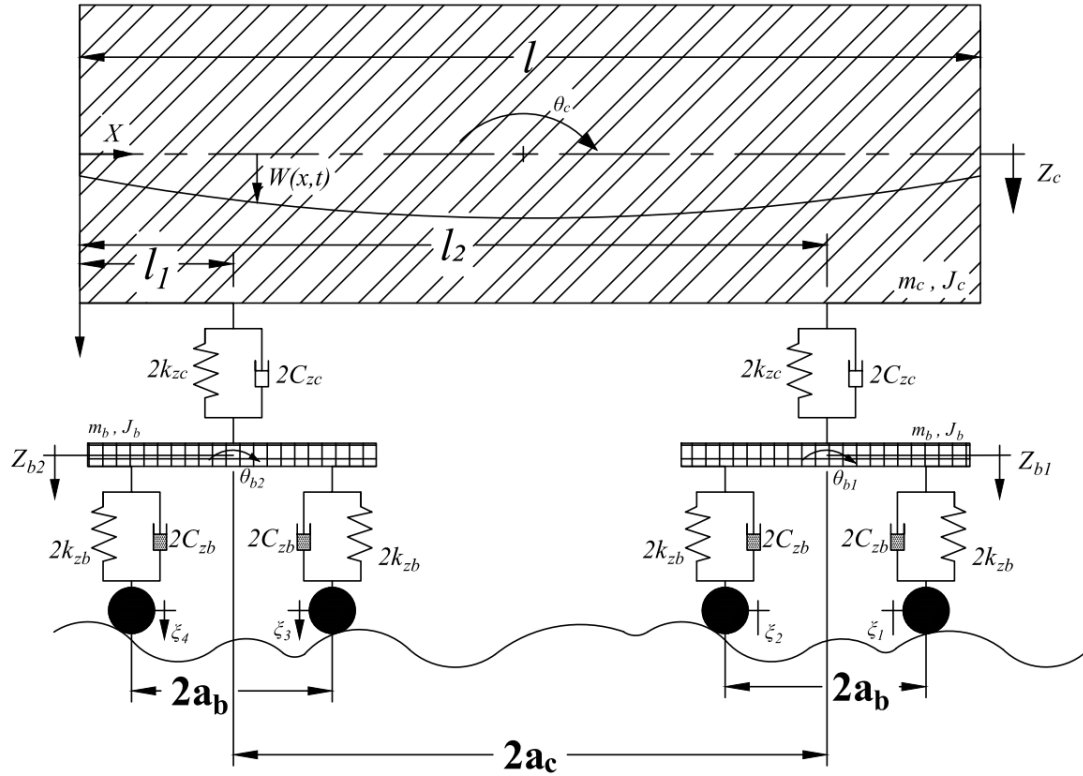 l
θc
X
W(x,t)
Zc
l2
l1
mc , Jc
2kzc
2Czc
2kzc
2Czc
mb , Jb
mb , Jb
Zb2
θb2
θb1
Zb1
2kzb
2Czb
2Czb
2kzb
2kzb
2Czb
2Czb
2kzb
ξ4
ξ3
ξ2
ξ1
2ab
2ab
2ac